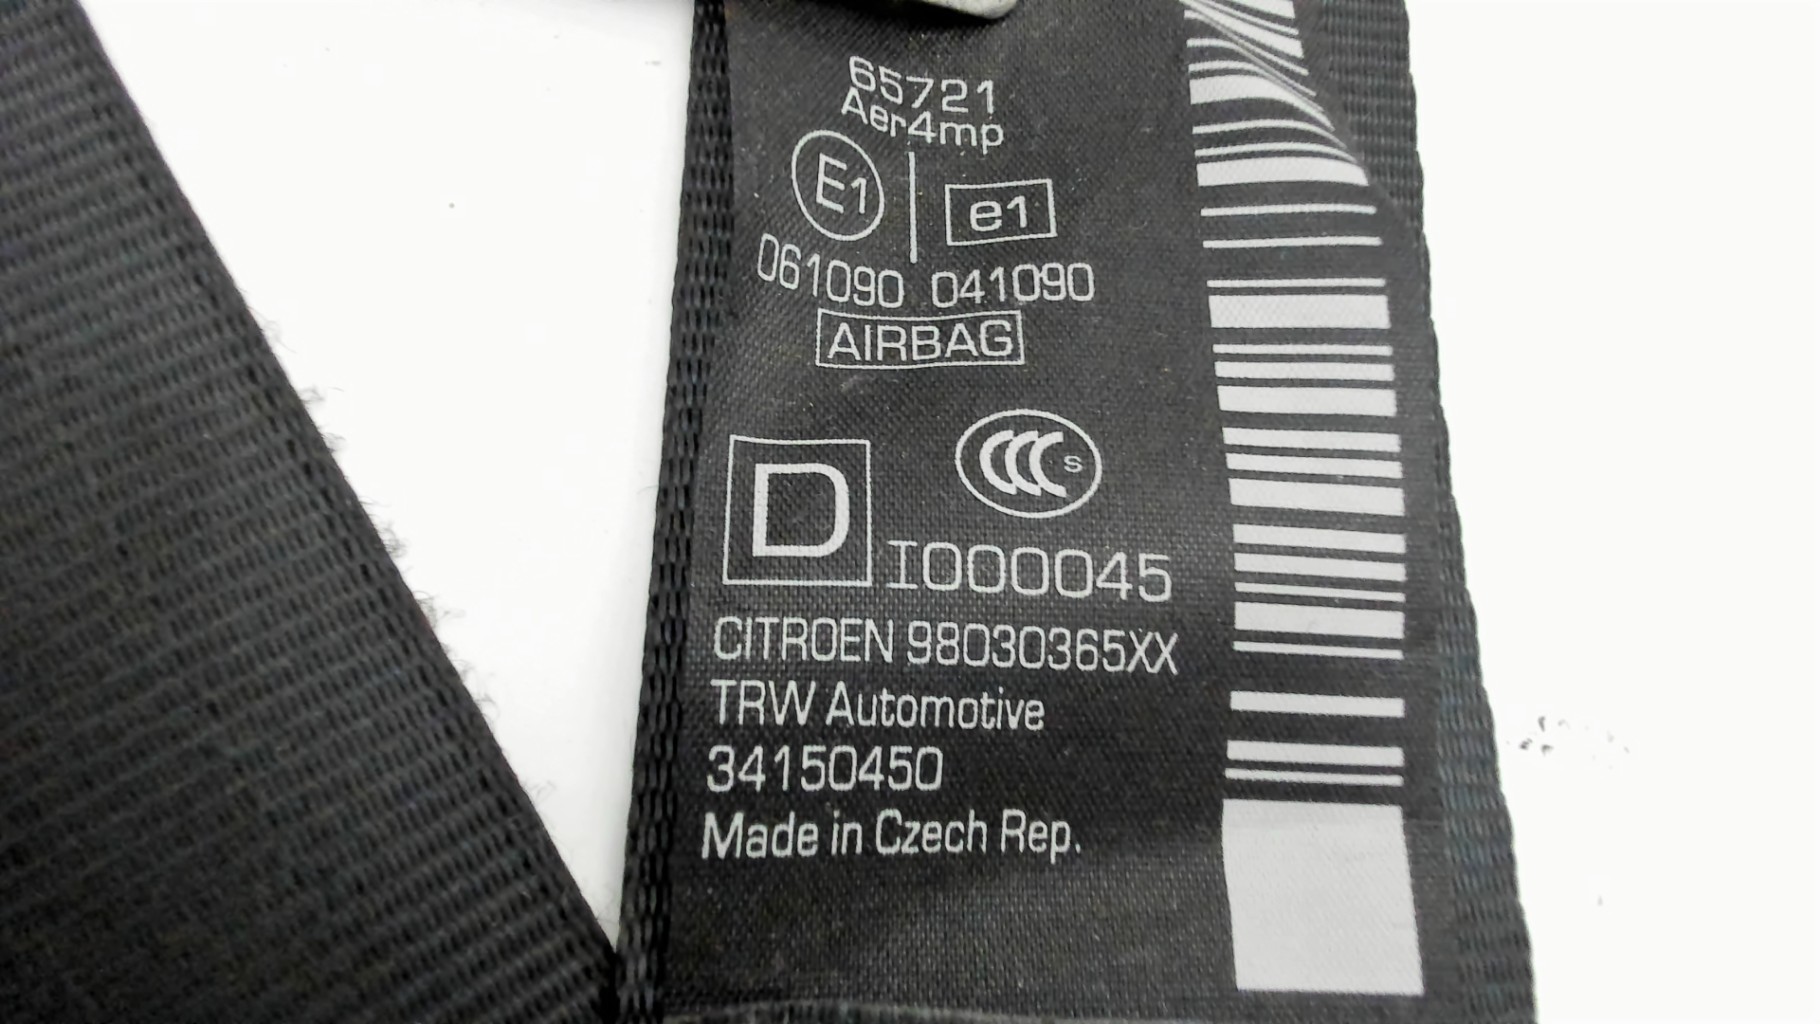 65721
Aer4mp
E1 e1
061090 041090
AIRBAG
CCC S
D I000045
CITROEN 98030365XX
TRW Automotive
34150450
Made in Czech Rep.